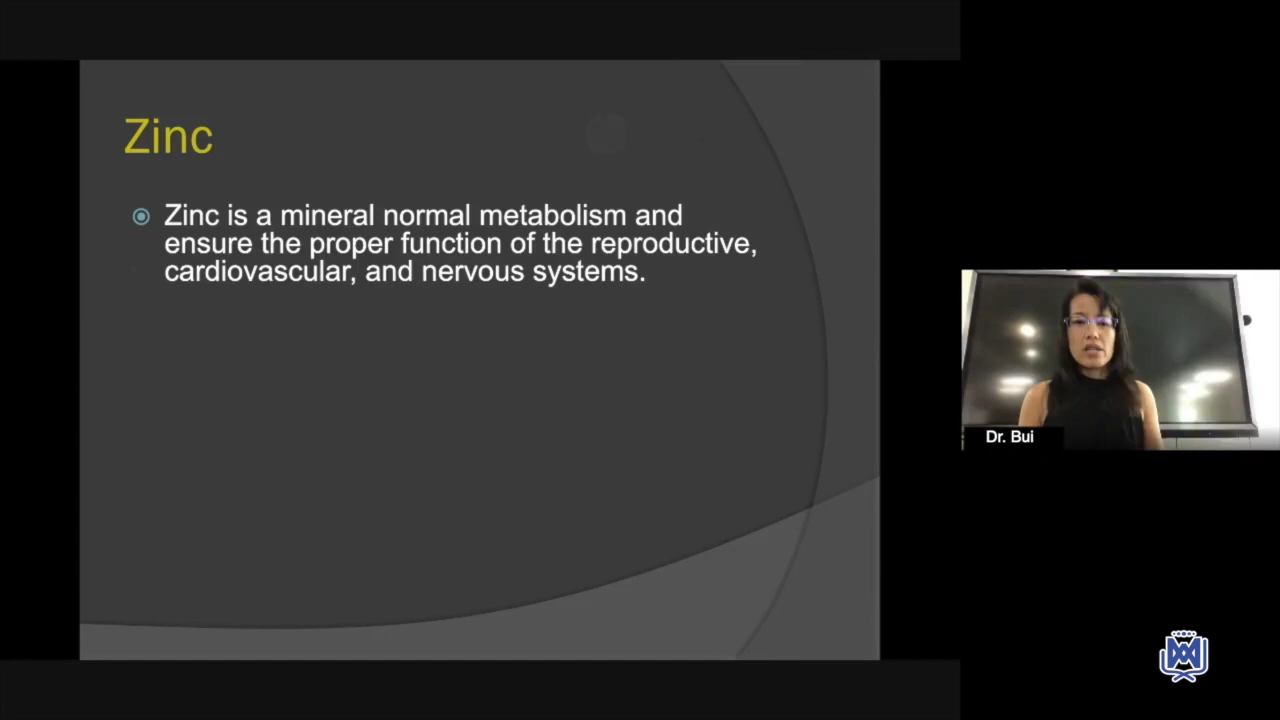 Zinc
Zinc is a mineral normal metabolism and
ensure the proper function of the reproductive,
cardiovascular, and nervous systems.
Dr. Bui